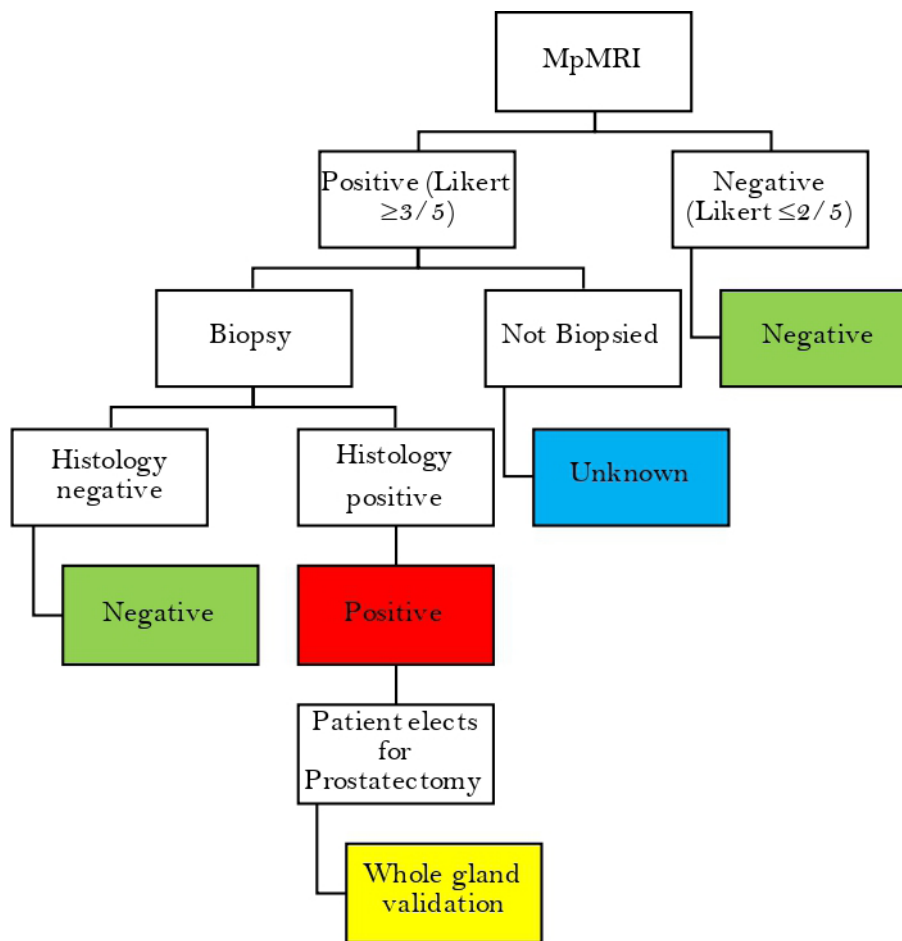 MpMRI
Positive (Likert
≥3/5)
Negative
(Likert ≤2/5)
Biopsy
Not Biopsied
Negative
Histology
negative
Histology
positive
Unknown
Negative
Positive
Patient elects
for
Prostatectomy
Whole gland
validation